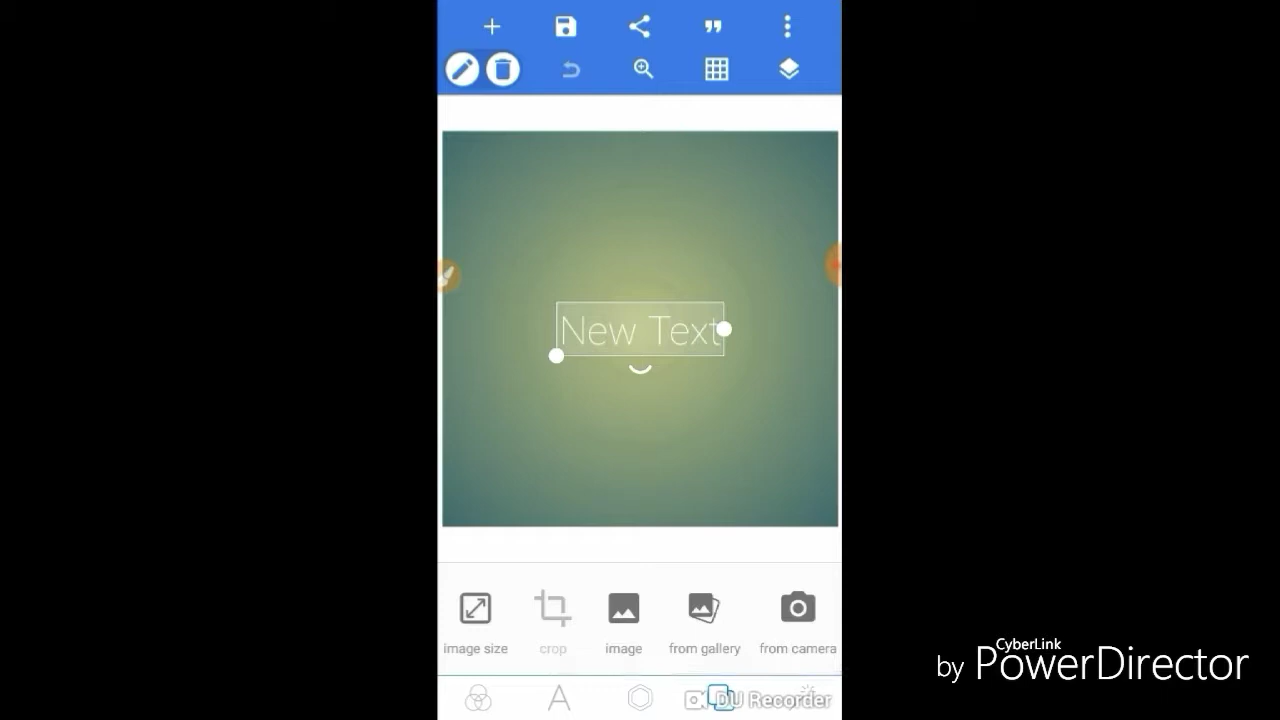 New Text
image size
crop
image
from gallery
from camera
DU Recorder
CyberLink
by PowerDirector